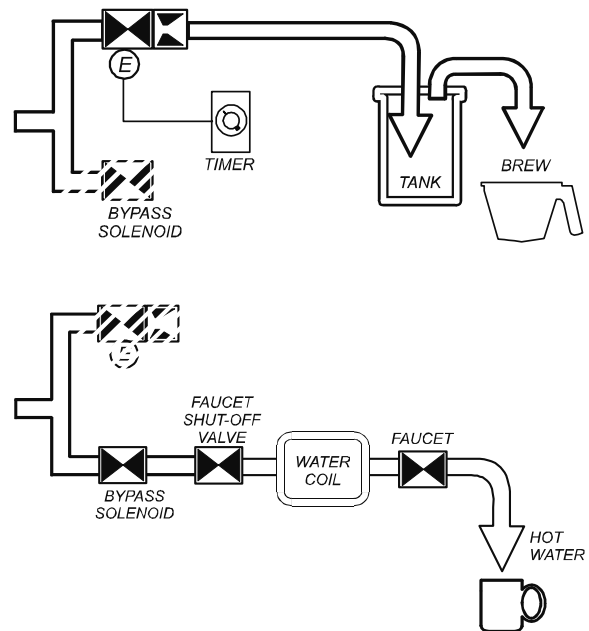 E
TIMER
TANK
BREW
BYPASS
SOLENOID
FAUCET
SHUT-OFF
VALVE
WATER
COIL
FAUCET
BYPASS
SOLENOID
HOT
WATER